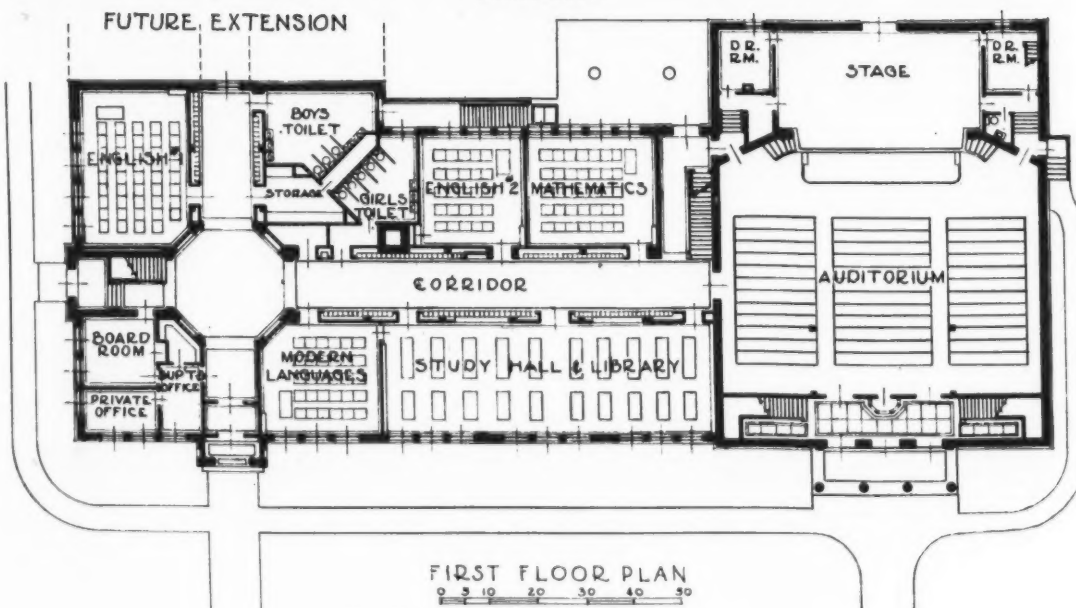 FUTURE EXTENSION
DR.
RM.
STAGE
DR.
RM.
BOYS
TOILET
ENGLISH #1
STORAGE
GIRLS
TOILET
ENGLISH #2
MATHEMATICS
AUDITORIUM
CORRIDOR
BOARD
ROOM
SUPT'S
OFFICE
PRIVATE
OFFICE
MODERN
LANGUAGES
STUDY HALL & LIBRARY
FIRST FLOOR PLAN
0 5 10 20 30 40 50